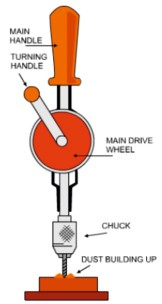 MAIN
HANDLE
TURNING
HANDLE
MAIN DRIVE
WHEEL
CHUCK
DUST BUILDING UP